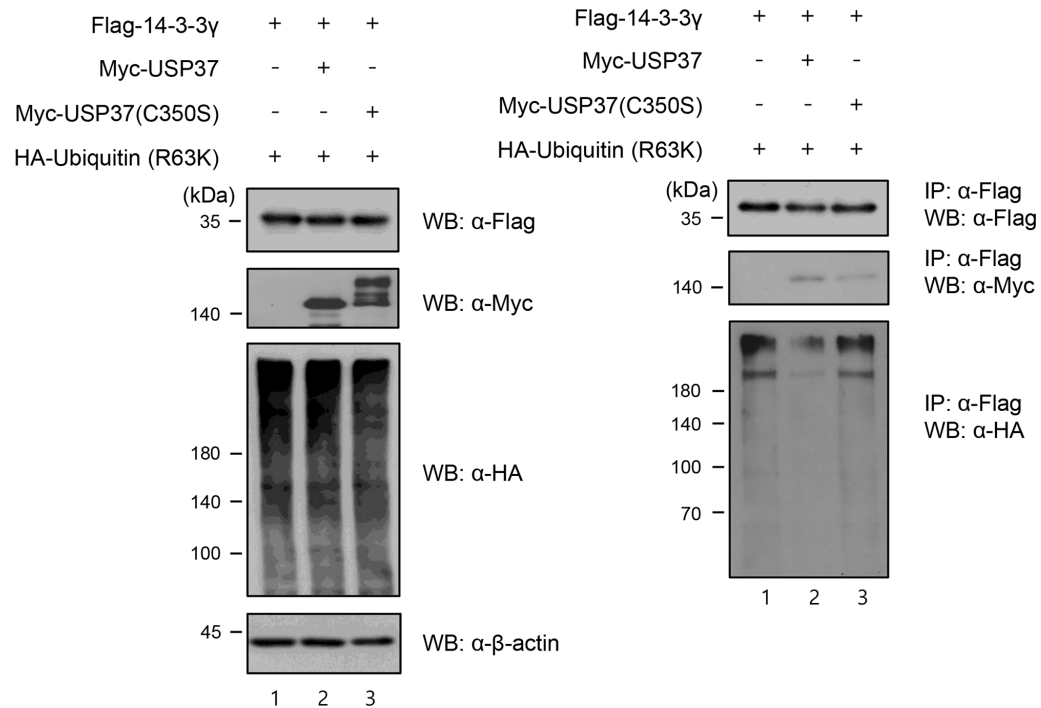 Flag-14-3-3γ + + +
Myc-USP37 - + -
Myc-USP37(C350S) - - +
HA-Ubiquitin (R63K) + + +
(kDa)
35
WB: α-Flag
140
WB: α-Myc
180
140
100
WB: α-HA
45
WB: α-β-actin
1 2 3
Flag-14-3-3γ + + +
Myc-USP37 - + -
Myc-USP37(C350S) - - +
HA-Ubiquitin (R63K) + + +
(kDa)
35
IP: α-Flag
WB: α-Flag
140
IP: α-Flag
WB: α-Myc
180
140
100
70
IP: α-Flag
WB: α-HA
1 2 3